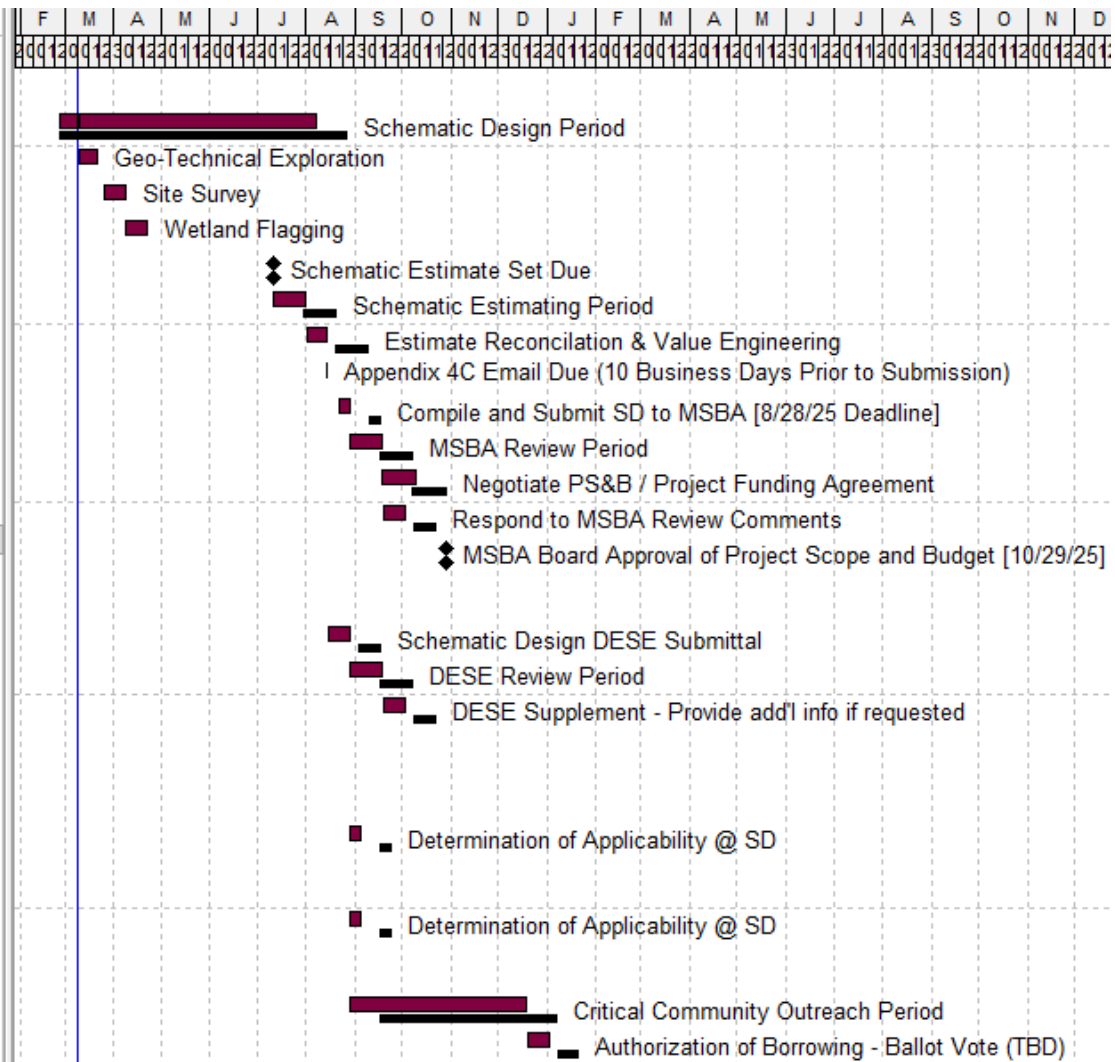 F M A M J J A S O N D J F M A M J J A S O N D
Schematic Design Period
Geo-Technical Exploration
Site Survey
Wetland Flagging
Schematic Estimate Set Due
Schematic Estimating Period
Estimate Reconcilation & Value Engineering
Appendix 4C Email Due (10 Business Days Prior to Submission)
Compile and Submit SD to MSBA [8/28/25 Deadline]
MSBA Review Period
Negotiate PS&B / Project Funding Agreement
Respond to MSBA Review Comments
MSBA Board Approval of Project Scope and Budget [10/29/25]
Schematic Design DESE Submittal
DESE Review Period
DESE Supplement - Provide add'l info if requested
Determination of Applicability @ SD
Determination of Applicability @ SD
Critical Community Outreach Period
Authorization of Borrowing - Ballot Vote (TBD)